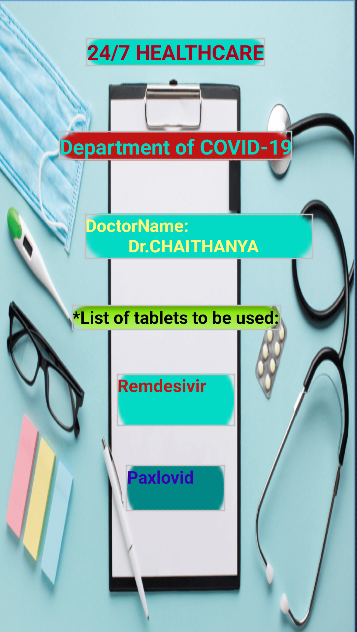 24/7 HEALTHCARE
Department of COVID-19
DoctorName:
Dr.CHAITHANYA
*List of tablets to be used:
Remdesivir
Paxlovid